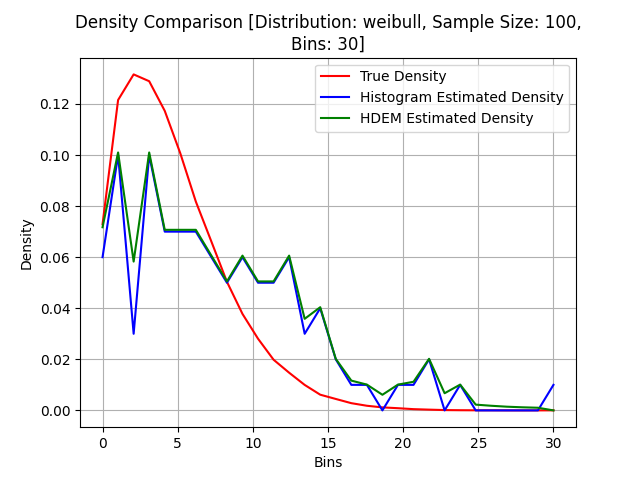 Density Comparison [Distribution: weibull, Sample Size: 100,
Bins: 30]
True Density
Histogram Estimated Density
HDEM Estimated Density
Density
0.12
0.10
0.08
0.06
0.04
0.02
0.00
0 5 10 15 20 25 30
Bins